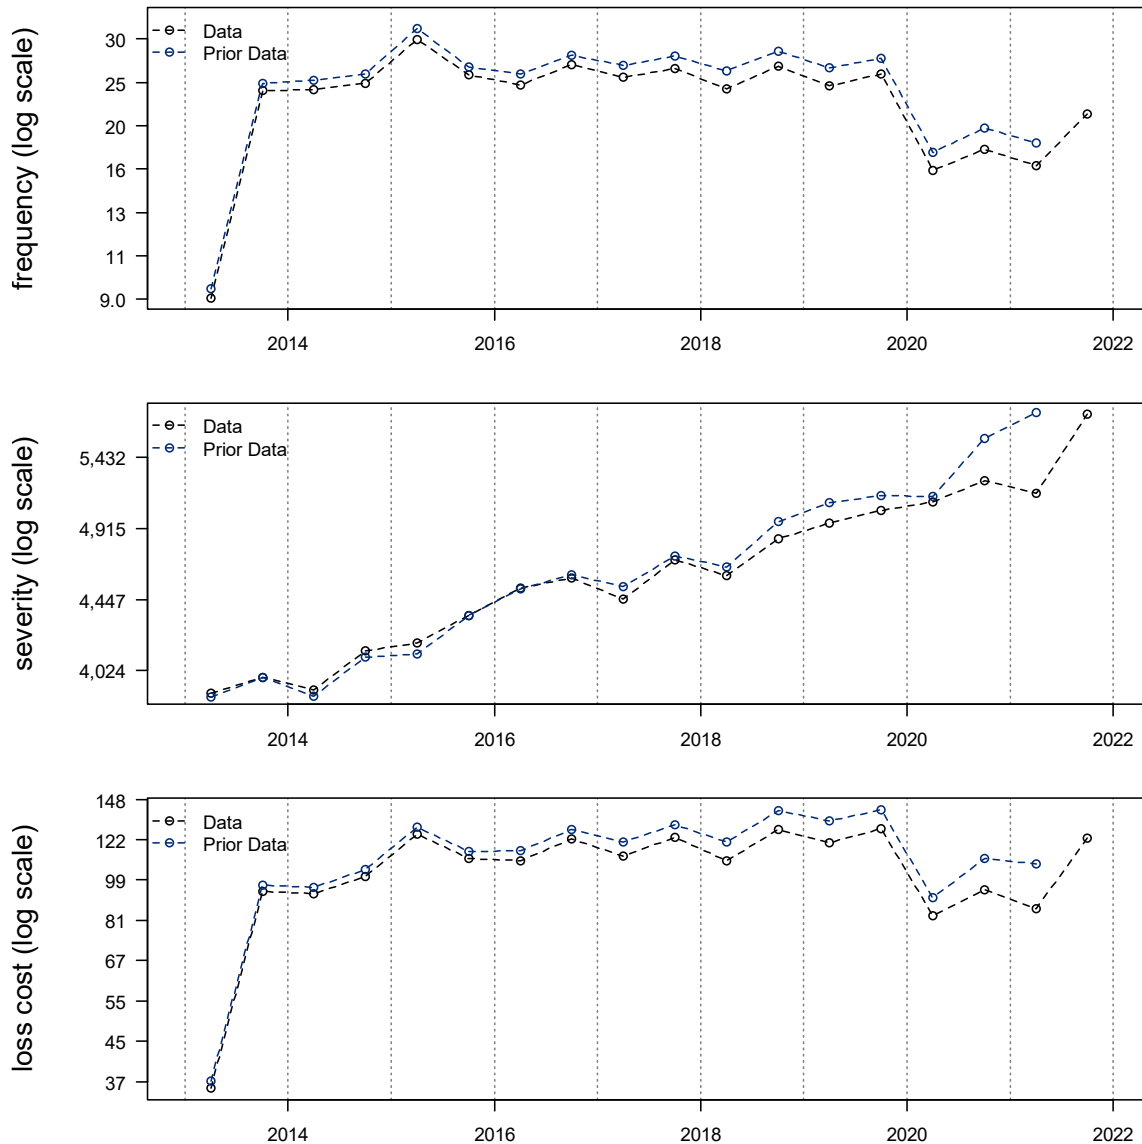 frequency (log scale)
30
25
20
16
13
11
9.0
Data
Prior Data
2014 2016 2018 2020 2022
severity (log scale)
5,432
4,915
4,447
4,024
Data
Prior Data
2014 2016 2018 2020 2022
loss cost (log scale)
148
122
99
81
67
55
45
37
Data
Prior Data
2014 2016 2018 2020 2022